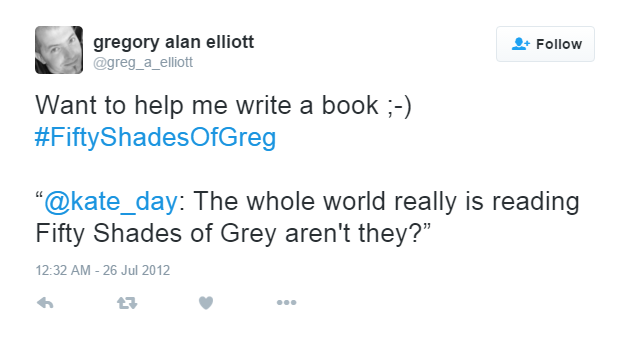 gregory alan elliott
@greg_a_elliott
Follow
Want to help me write a book ;-)
#FiftyShadesOfGreg
“@kate_day: The whole world really is reading
Fifty Shades of Grey aren't they?”
12:32 AM - 26 Jul 2012